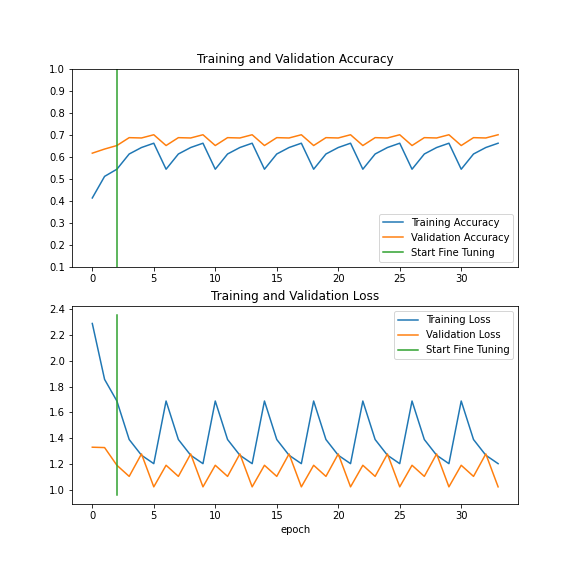 Training and Validation Accuracy
1.0
0.9
0.8
0.7
0.6
0.5
0.4
0.3
0.2
0.1
Training Accuracy
Validation Accuracy
Start Fine Tuning
0 5 10 15 20 25 30
Training and Validation Loss
2.4
2.2
2.0
1.8
1.6
1.4
1.2
1.0
Training Loss
Validation Loss
Start Fine Tuning
0 5 10 15 20 25 30
epoch